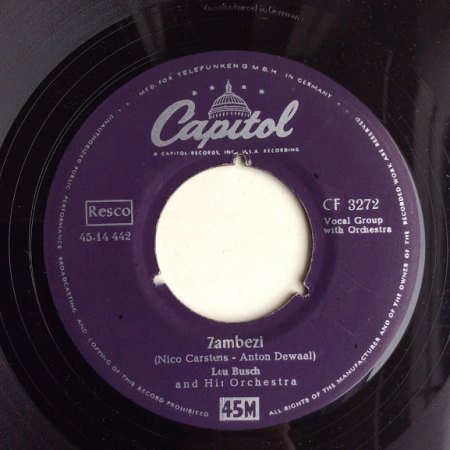 Manufactured in Germany
MFD. FOR TELEFUNKEN G.M.B.H. IN GERMANY
Capitol
A CAPITOL RECORDS, INC. U.S.A. RECORDING
Resco
45-14 442
CF 3272
Vocal Group
with Orchestra
Zambezi
(Nico Carstens - Anton Dewaal)
Lou Busch
and His Orchestra
45M
UNAUTHORIZED PUBLIC PERFORMANCE BROADCASTING AND COPYING OF THIS RECORD PROHIBITED
ALL RIGHTS OF THE MANUFACTURER AND OF THE OWNER OF THE RECORDED WORK ARE RESERVED